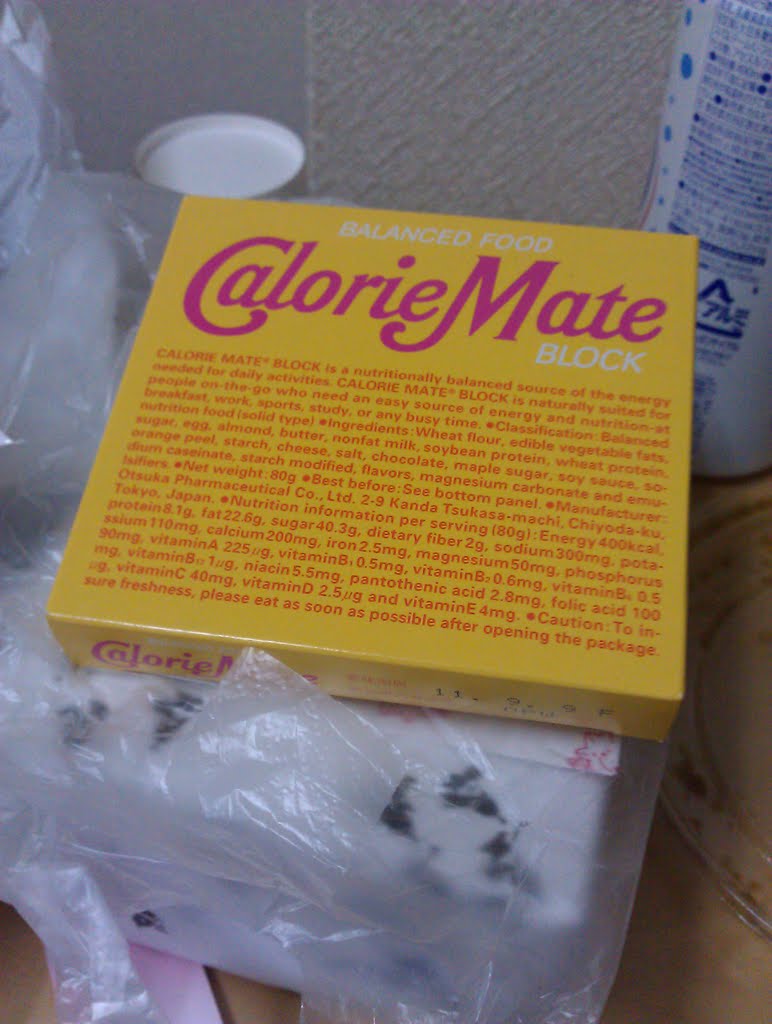 BALANCED FOOD
CalorieMate
BLOCK
CALORIE MATE® BLOCK is a nutritionally balanced source of the energy
needed for daily activities. CALORIE MATE® BLOCK is naturally suited for
people on-the-go who need an easy source of energy and nutrition-at
breakfast, work, sports, study, or any busy time. ●Classification: Balanced
nutrition food (solid type) ●Ingredients: Wheat flour, edible vegetable fats,
sugar, egg, almond, butter, nonfat milk, soybean protein, wheat protein,
orange peel, starch, cheese, salt, chocolate, maple sugar, soy sauce, so-
dium caseinate, starch modified, flavors, magnesium carbonate and emu-
lsifiers. ●Net weight: 80g ●Best before: See bottom panel. ●Manufacturer:
Otsuka Pharmaceutical Co., Ltd. 2-9 Kanda Tsukasa-machi, Chiyoda-ku,
Tokyo, Japan. ●Nutrition information per serving (80g): Energy 400kcal,
protein 8.1g, fat 22.6g, sugar 40.3g, dietary fiber 2g, sodium 300mg, pota-
ssium 110mg, calcium 200mg, iron 2.5mg, magnesium 50mg, phosphorus
90mg, vitaminA 225μg, vitaminB₁ 0.5mg, vitaminB₂ 0.6mg, vitaminB₆ 0.5
mg, vitaminB₁₂ 1μg, niacin 5.5mg, pantothenic acid 2.8mg, folic acid 100
μg, vitaminC 40mg, vitaminD 2.5μg and vitaminE 4mg. ●Caution: To in-
sure freshness, please eat as soon as possible after opening the package.
CalorieMate
11. 9. 9 F
アルミ